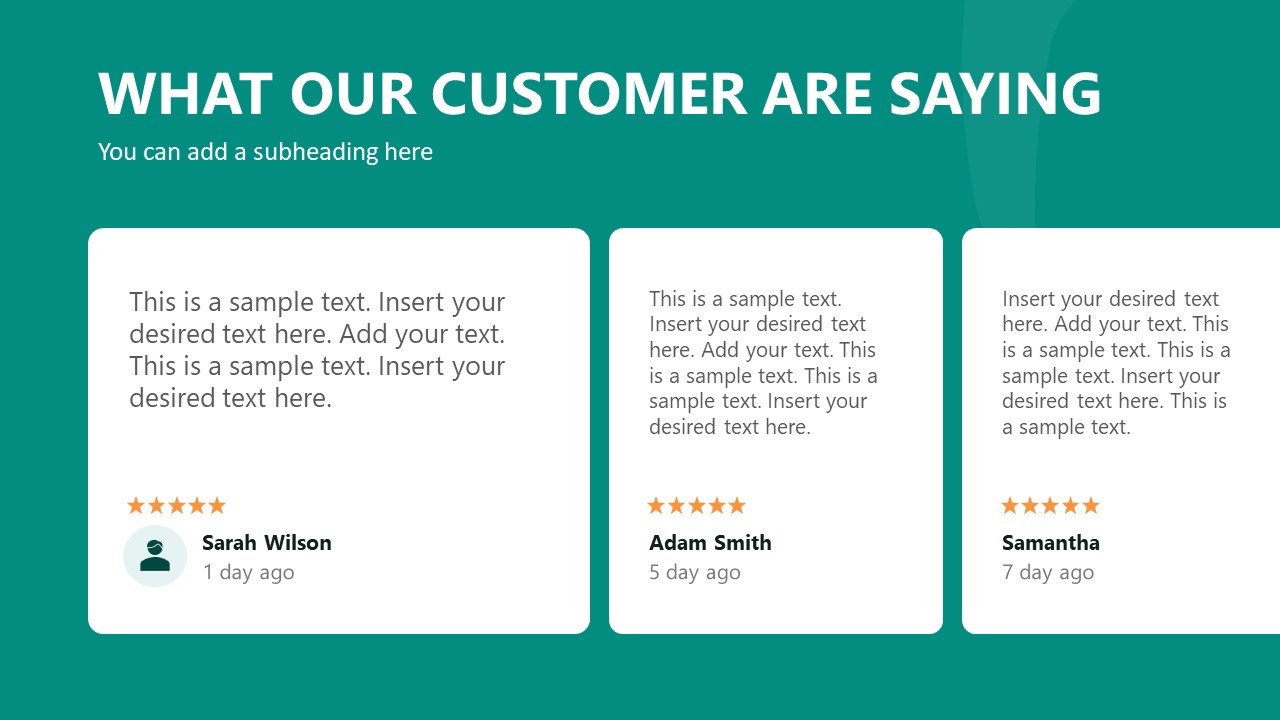 WHAT OUR CUSTOMER ARE SAYING
You can add a subheading here
This is a sample text. Insert your
desired text here. Add your text.
This is a sample text. Insert your
desired text here.
Sarah Wilson
1 day ago
This is a sample text.
Insert your desired text
here. Add your text. This
is a sample text. This is a
sample text. Insert your
desired text here.
Adam Smith
5 day ago
Insert your desired text
here. Add your text. This
is a sample text. This is a
sample text. Insert your
desired text here. This is
a sample text.
Samantha
7 day ago